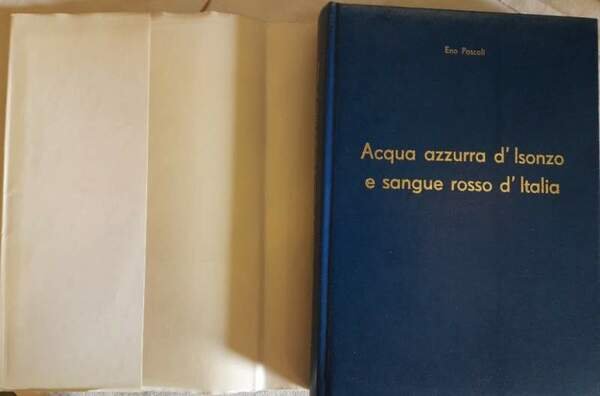 Eno Pascoli
Acqua azzurra d' Isonzo
e sangue rosso d' Italia